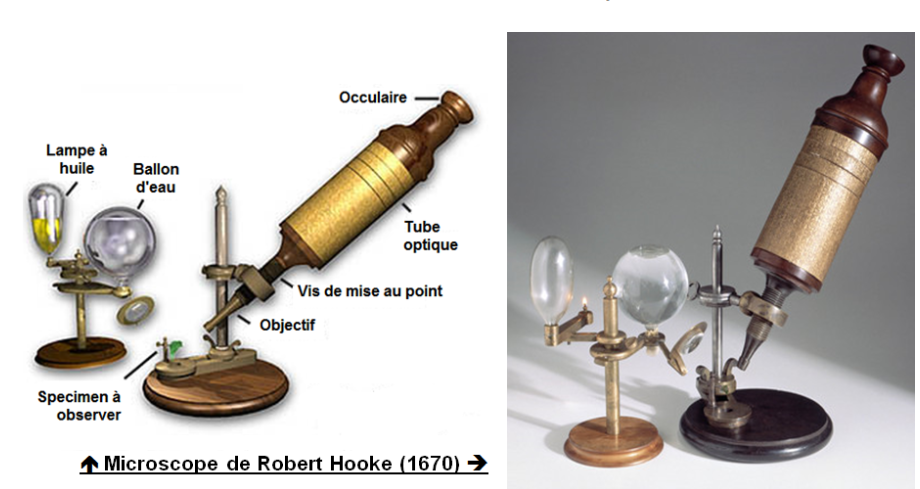 Occulaire
Lampe à
huile
Ballon
d'eau
Tube
optique
Vis de mise au point
Objectif
Specimen à
observer
↑ Microscope de Robert Hooke (1670) →